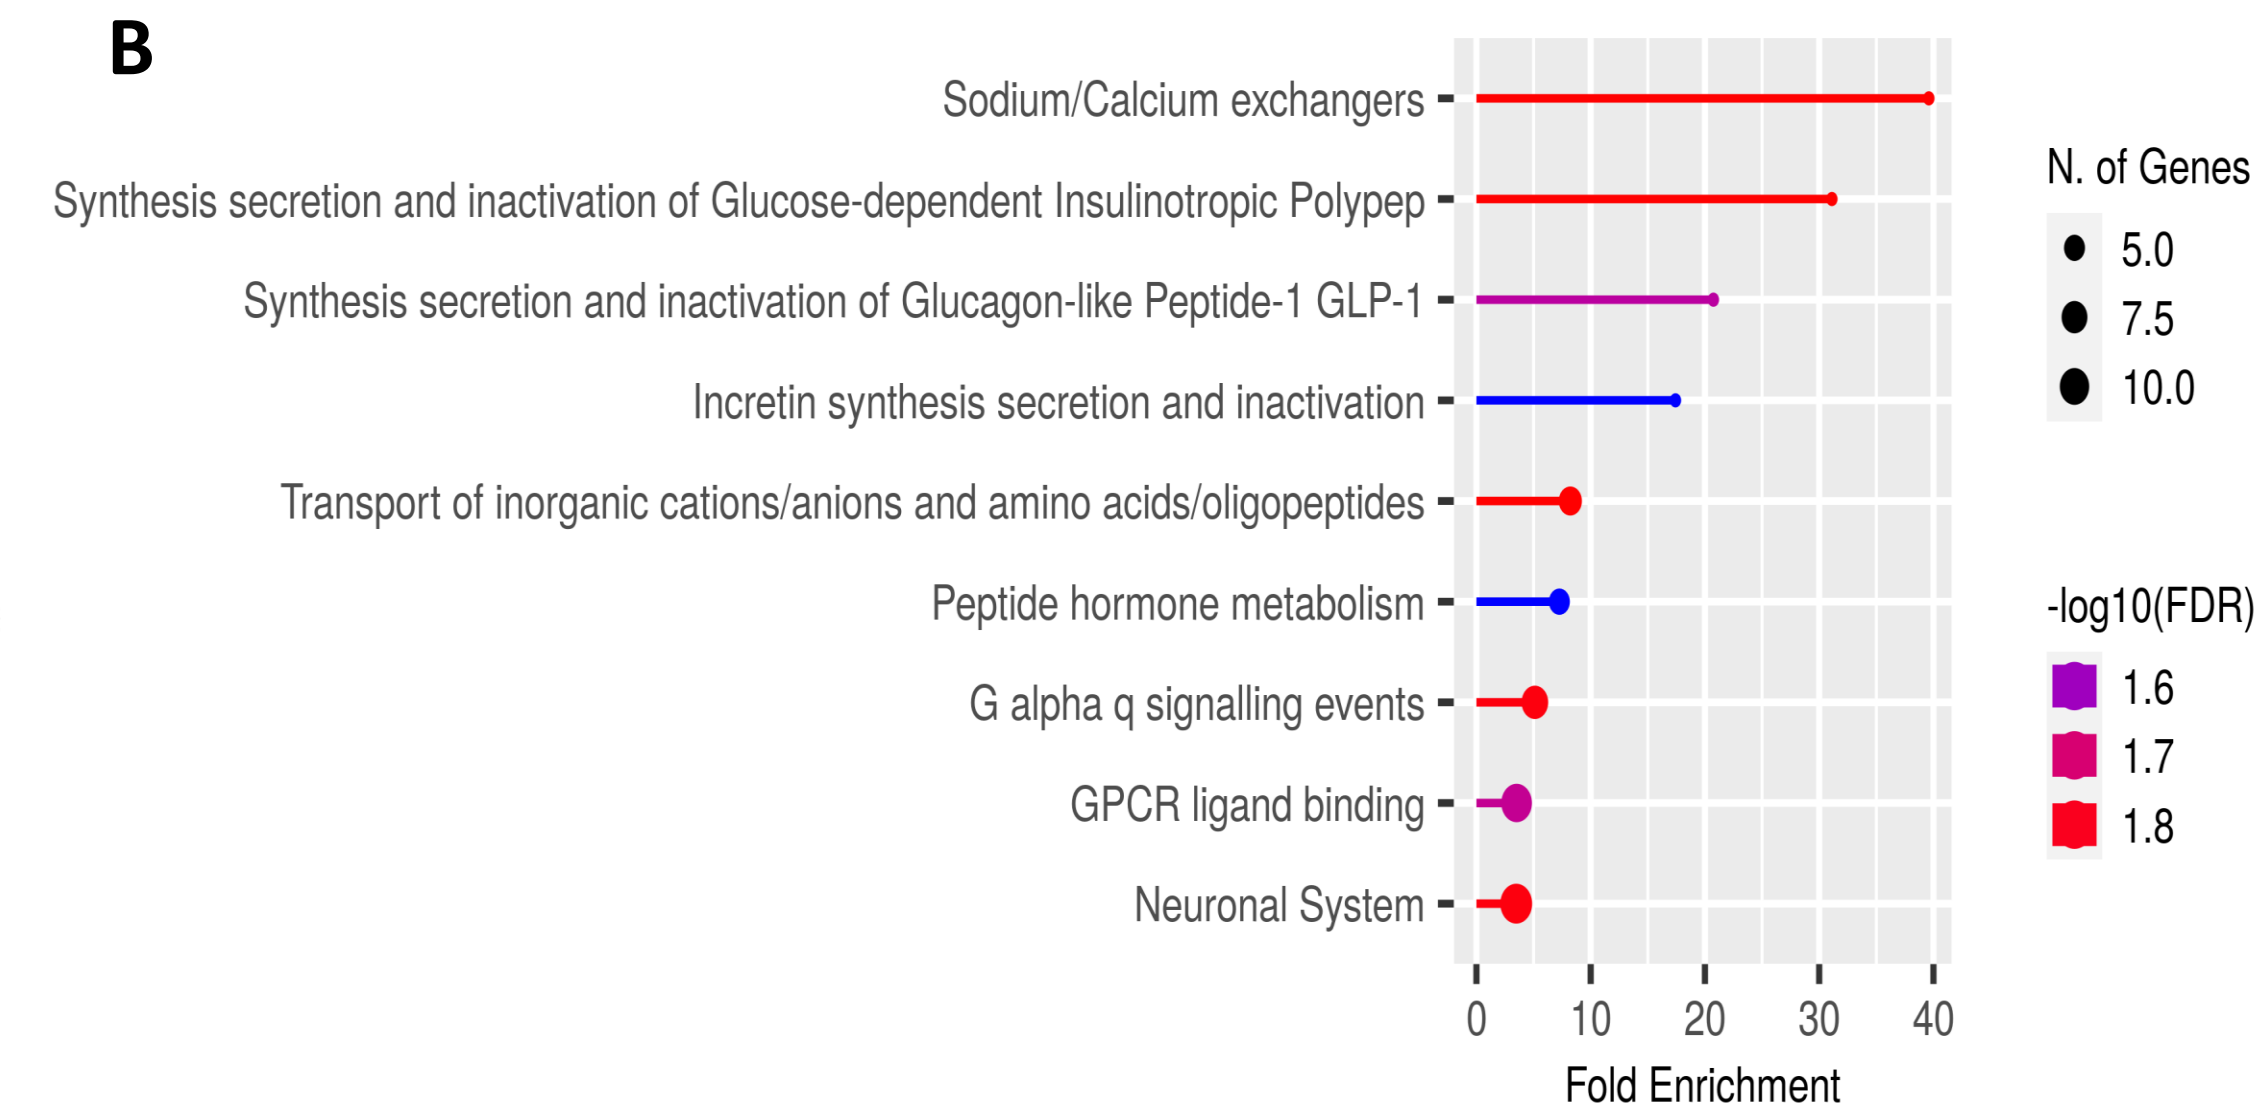 B
Sodium/Calcium exchangers
Synthesis secretion and inactivation of Glucose-dependent Insulinotropic Polypep
Synthesis secretion and inactivation of Glucagon-like Peptide-1 GLP-1
Incretin synthesis secretion and inactivation
Transport of inorganic cations/anions and amino acids/oligopeptides
Peptide hormone metabolism
G alpha q signalling events
GPCR ligand binding
Neuronal System
0 10 20 30 40
Fold Enrichment
N. of Genes
5.0
7.5
10.0
-log10(FDR)
1.6
1.7
1.8